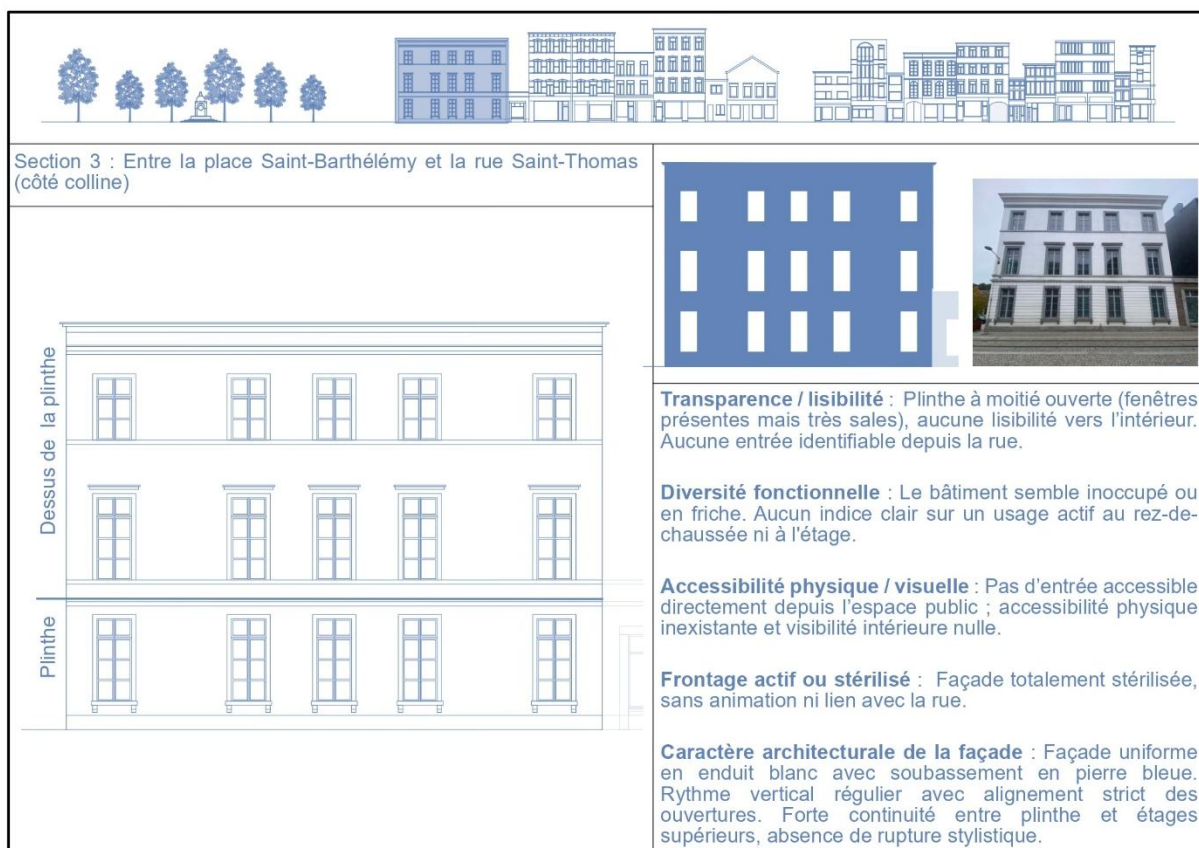 Section 3 : Entre la place Saint-Barthélémy et la rue Saint-Thomas
(côté colline)
Dessus de la plinthe
Plinthe
Transparence / lisibilité : Plinthe à moitié ouverte (fenêtres
présentes mais très sales), aucune lisibilité vers l'intérieur.
Aucune entrée identifiable depuis la rue.
Diversité fonctionnelle : Le bâtiment semble inoccupé ou
en friche. Aucun indice clair sur un usage actif au rez-de-
chaussée ni à l'étage.
Accessibilité physique / visuelle : Pas d'entrée accessible
directement depuis l'espace public ; accessibilité physique
inexistante et visibilité intérieure nulle.
Frontage actif ou stérilisé : Façade totalement stérilisée,
sans animation ni lien avec la rue.
Caractère architecturale de la façade : Façade uniforme
en enduit blanc avec soubassement en pierre bleue.
Rythme vertical régulier avec alignement strict des
ouvertures. Forte continuité entre plinthe et étages
supérieurs, absence de rupture stylistique.